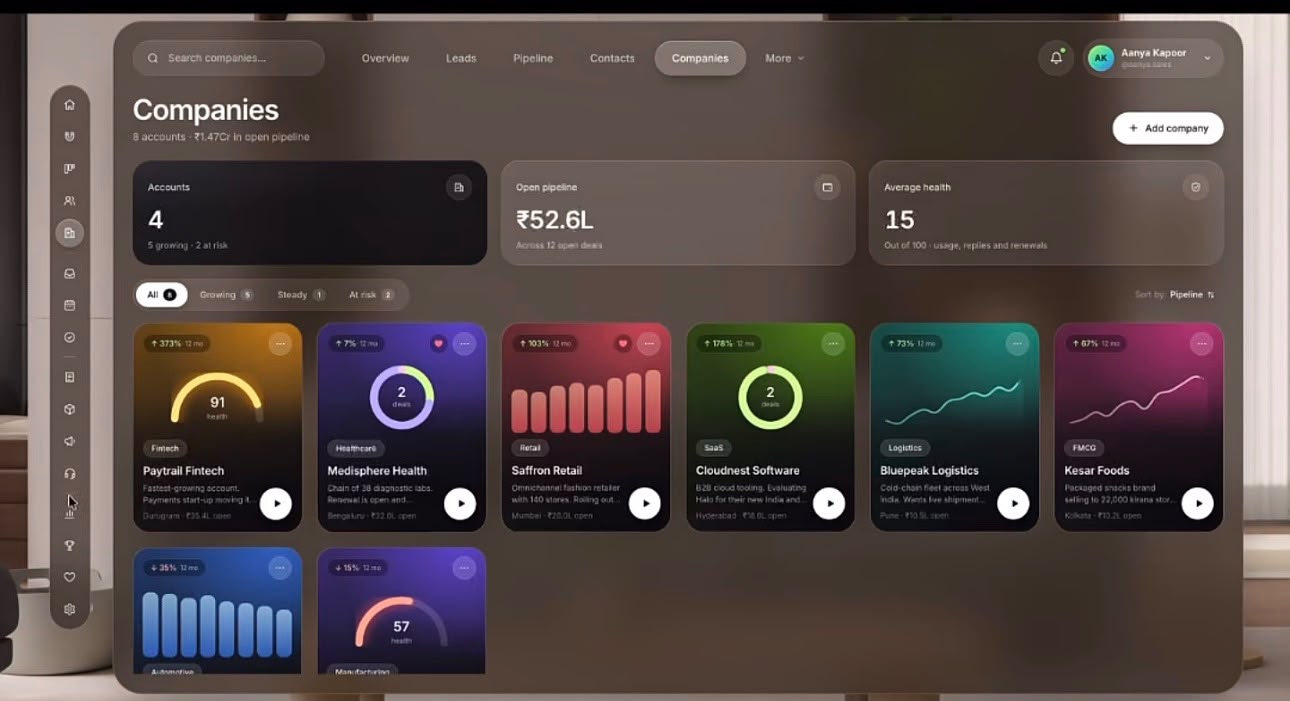 Search companies...
Overview
Leads
Pipeline
Contacts
Companies
More
AK
Aanya Kapoor
@aanya.sales
Companies
8 accounts · ₹1.47Cr in open pipeline
+ Add company
Accounts
4
5 growing · 2 at risk
Open pipeline
₹52.6L
Across 12 open deals
Average health
15
Out of 100 · usage, replies and renewals
All 8
Growing 5
Steady 1
At risk 2
Sort by Pipeline
↑ 373% 12 mo
91
health
Fintech
Paytrail Fintech
Fastest-growing account.
Payments start-up moving it...
Gurugram · ₹35.4L open
↑ 7% 12 mo
2
deals
Healthcare
Medisphere Health
Chain of 38 diagnostic labs.
Renewal is open and...
Bengaluru · ₹32.0L open
↑ 103% 12 mo
Retail
Saffron Retail
Omnichannel fashion retailer
with 140 stores. Rolling out...
Mumbai · ₹20.0L open
↑ 178% 12 mo
2
deals
SaaS
Cloudnest Software
B2B cloud tooling. Evaluating
Halo for their new India and...
Hyderabad · ₹18.0L open
↑ 73% 12 mo
Logistics
Bluepeak Logistics
Cold-chain fleet across West
India. Wants live shipment...
Pune · ₹10.5L open
↑ 67% 12 mo
FMCG
Kesar Foods
Packaged snacks brand
selling to 22,000 kirana stor...
Kolkata · ₹10.2L open
↓ 35% 12 mo
Automotive
↓ 15% 12 mo
57
health
Manufacturing